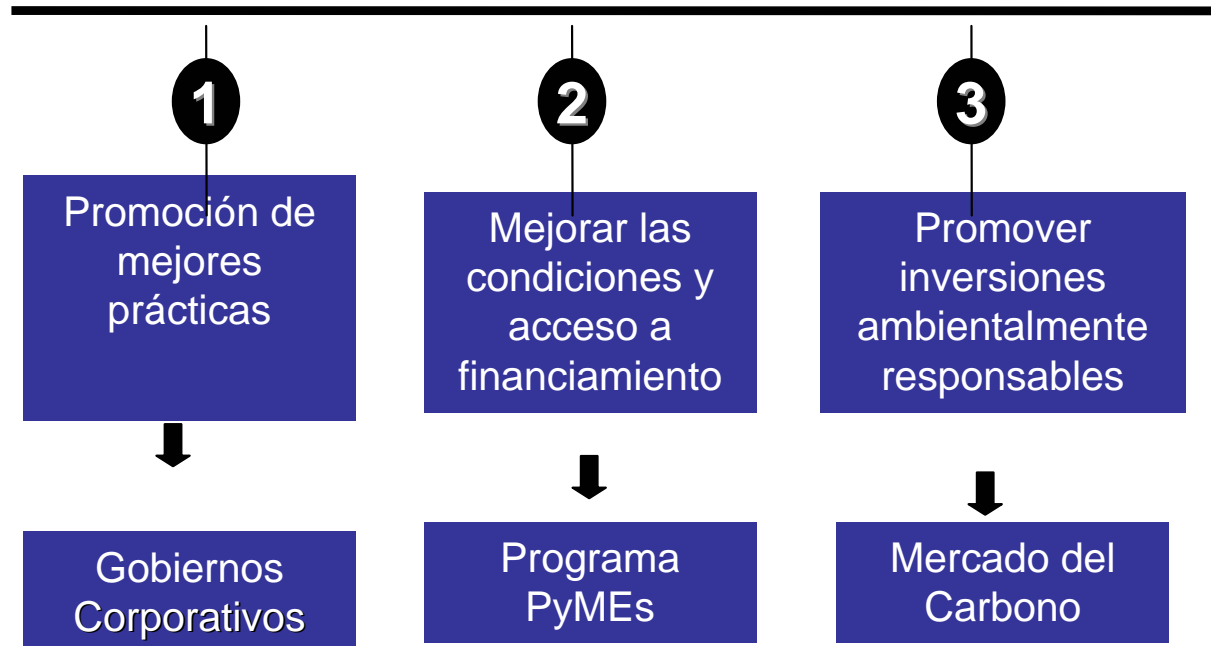 1
Promoción de
mejores
prácticas
Gobiernos
Corporativos
2
Mejorar las
condiciones y
acceso a
financiamiento
Programa
PyMEs
3
Promover
inversiones
ambientalmente
responsables
Mercado del
Carbono